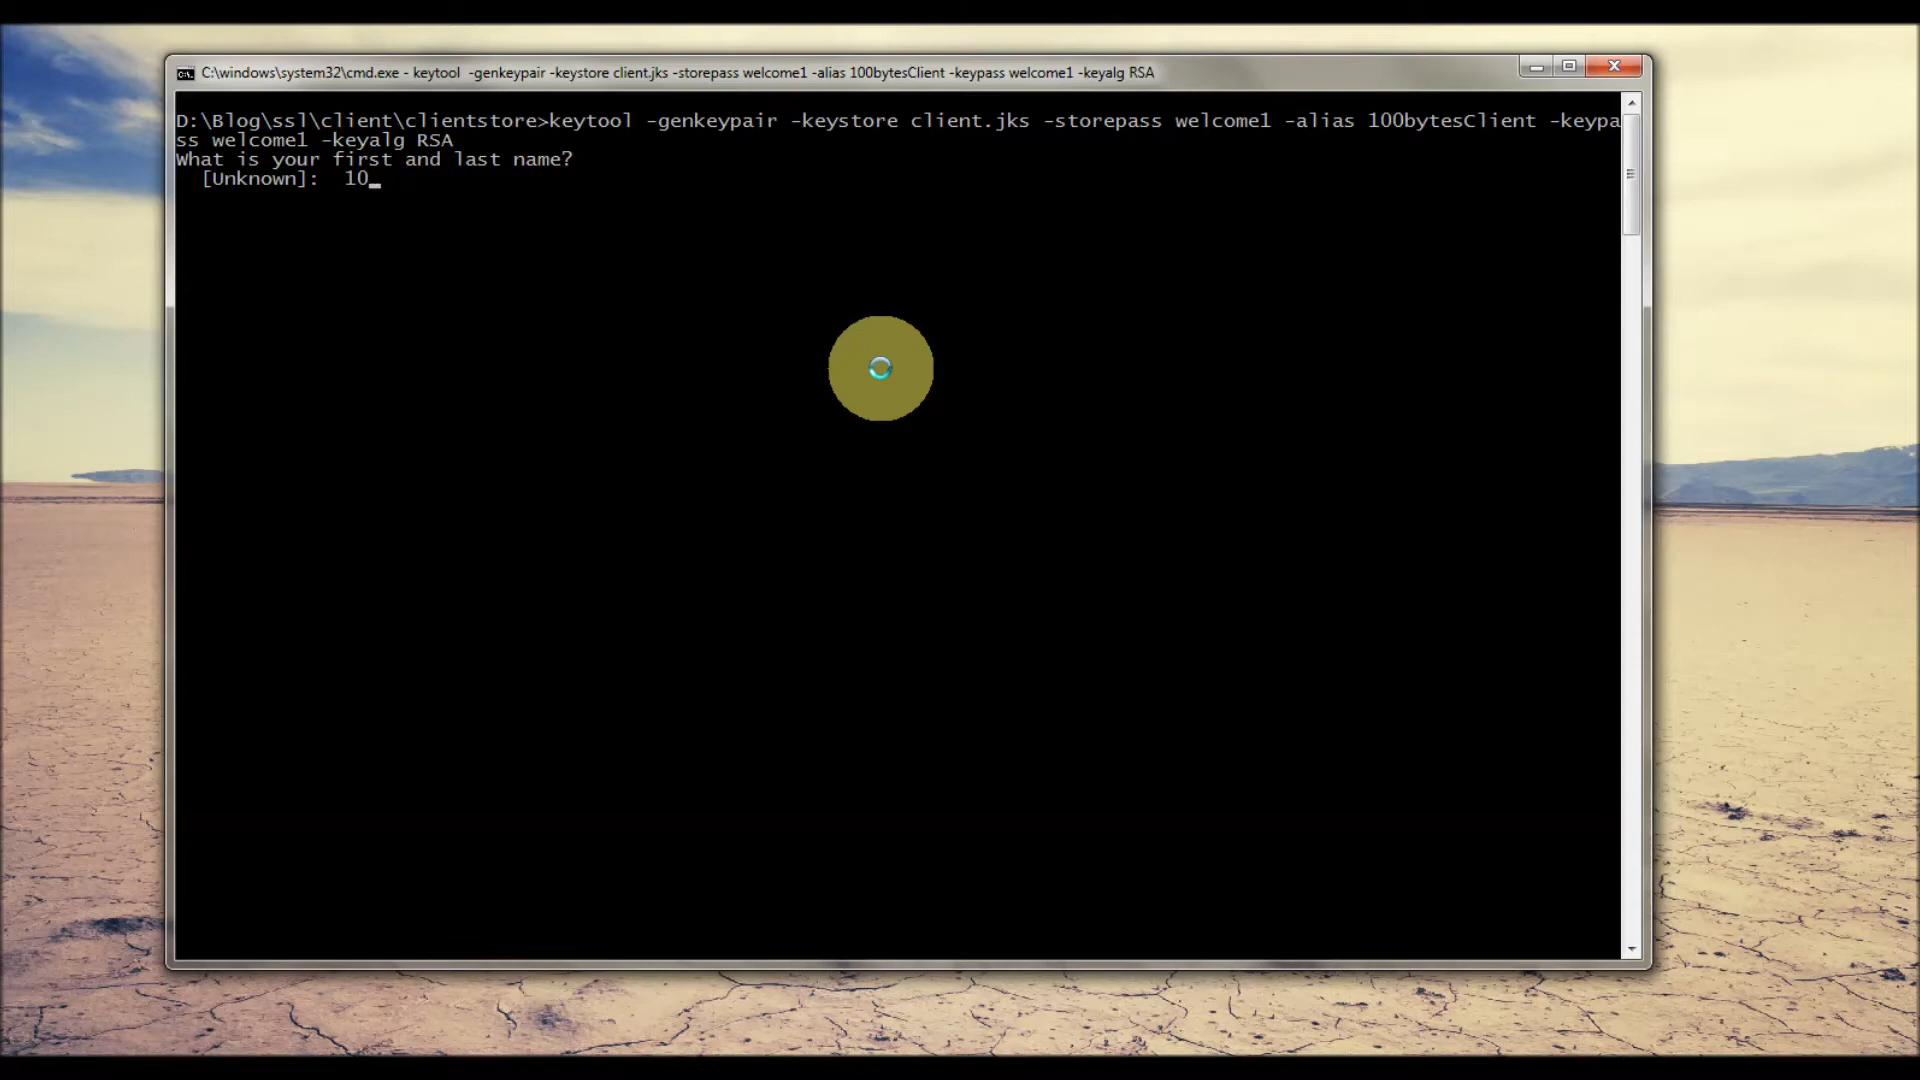 C:\windows\system32\cmd.exe - keytool  -genkeypair -keystore client.jks -storepass welcome1 -alias 100bytesClient -keypass welcome1 -keyalg RSA
D:\Blog\ssl\client\clientstore>keytool -genkeypair -keystore client.jks -storepass welcome1 -alias 100bytesClient -keypa
ss welcome1 -keyalg RSA
What is your first and last name?
  [Unknown]:  10_